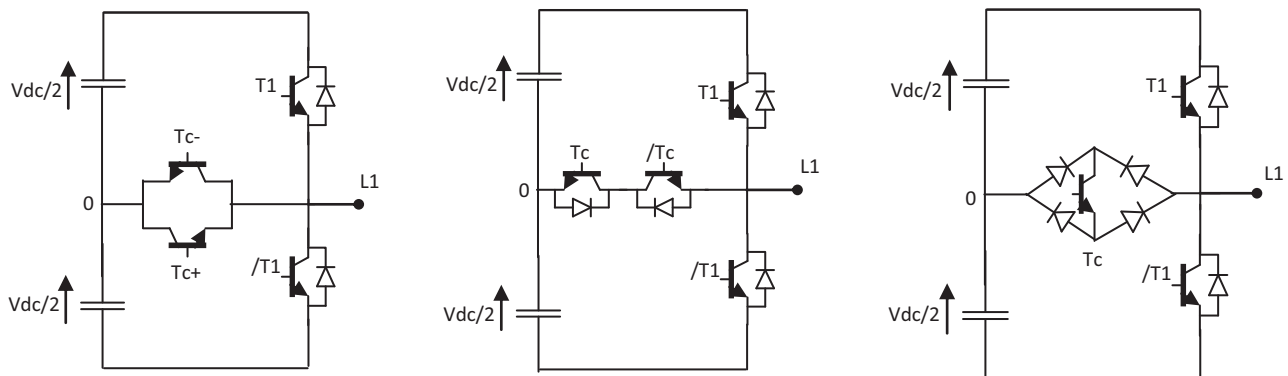 Vdc/2
T1
Tc-
0
L1
Tc+
/T1
Vdc/2
Vdc/2
T1
Tc
/Tc
0
L1
/T1
Vdc/2
Vdc/2
T1
0
L1
Tc
/T1
Vdc/2